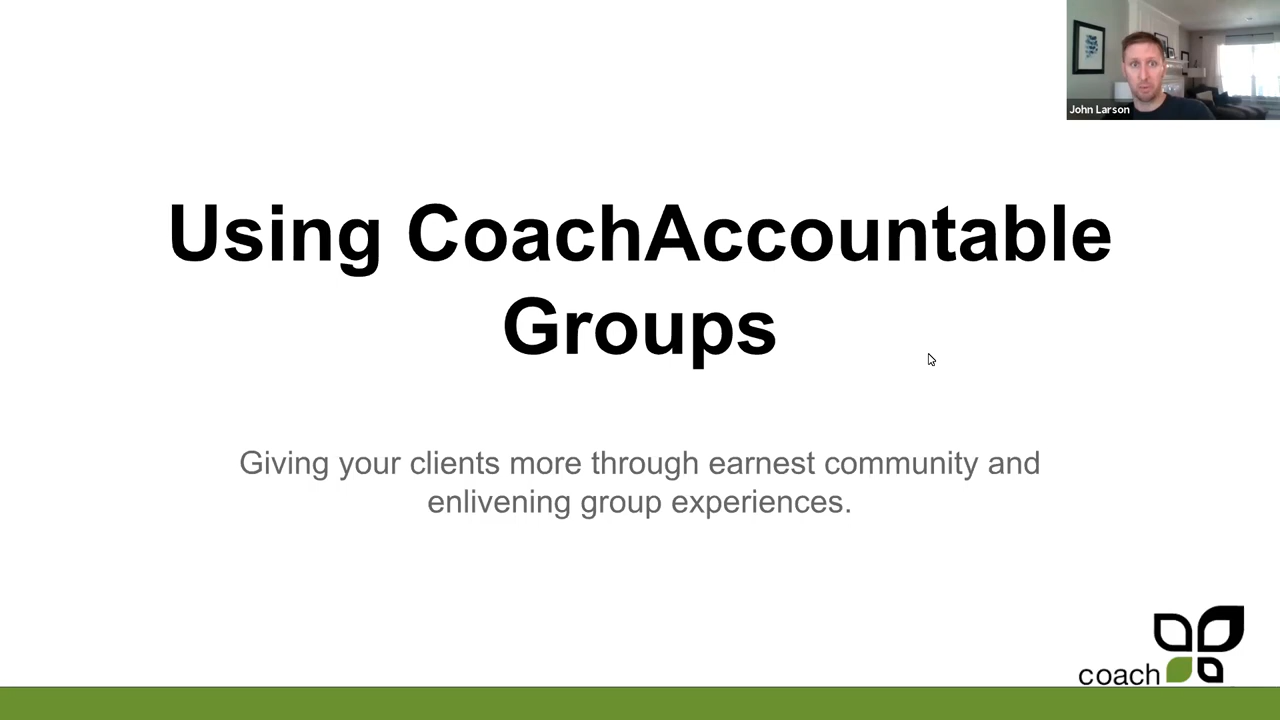 John Larson
Using CoachAccountable
Groups
Giving your clients more through earnest community and
enlivening group experiences.
coach